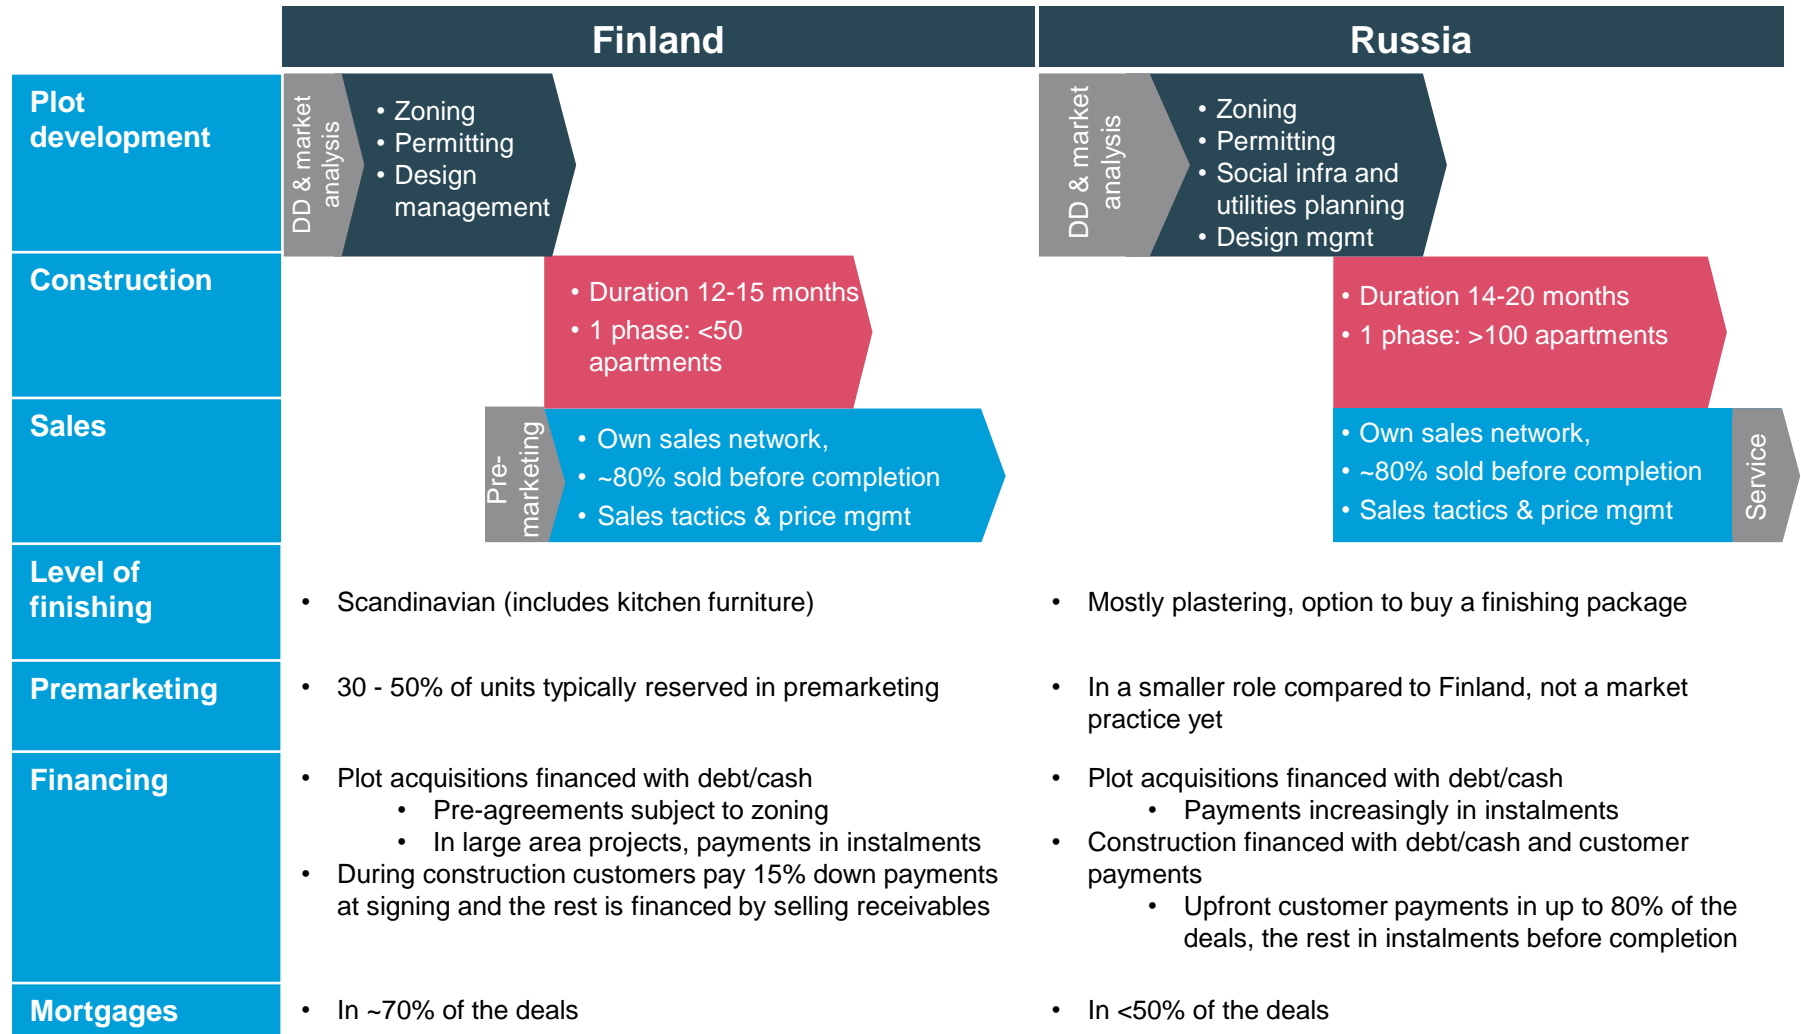 Finland
Russia
Plot
development
DD & market
analysis
• Zoning
• Permitting
• Design
management
DD & market
analysis
• Zoning
• Permitting
• Social infra and
utilities planning
• Design mgmt
Construction
• Duration 12-15 months
• 1 phase: <50
apartments
• Duration 14-20 months
• 1 phase: >100 apartments
Sales
Pre-
marketing
• Own sales network,
• ~80% sold before completion
• Sales tactics & price mgmt
• Own sales network,
• ~80% sold before completion
• Sales tactics & price mgmt
Service
Level of
finishing
• Scandinavian (includes kitchen furniture)
• Mostly plastering, option to buy a finishing package
Premarketing
• 30 - 50% of units typically reserved in premarketing
• In a smaller role compared to Finland, not a market
practice yet
Financing
• Plot acquisitions financed with debt/cash
• Pre-agreements subject to zoning
• In large area projects, payments in instalments
• During construction customers pay 15% down payments
at signing and the rest is financed by selling receivables
• Plot acquisitions financed with debt/cash
• Payments increasingly in instalments
• Construction financed with debt/cash and customer
payments
• Upfront customer payments in up to 80% of the
deals, the rest in instalments before completion
Mortgages
• In ~70% of the deals
• In <50% of the deals